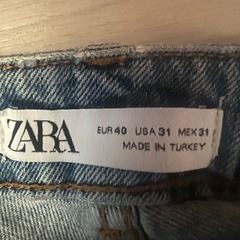 ZARA
EUR 40 USA 31 MEX 31
MADE IN TURKEY